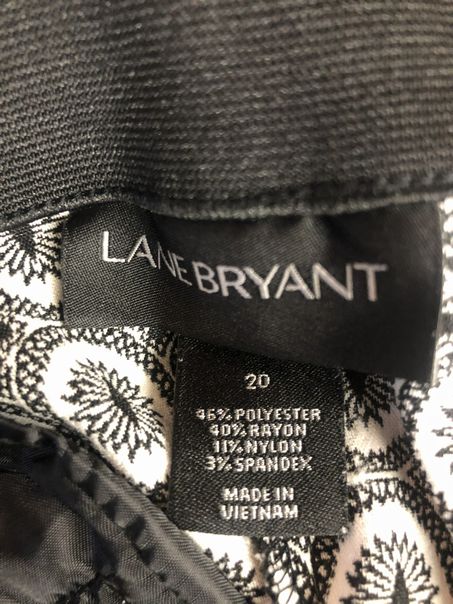 LANE BRYANT
20
46% POLYESTER
40% RAYON
11% NYLON
3% SPANDEX
MADE IN
VIETNAM